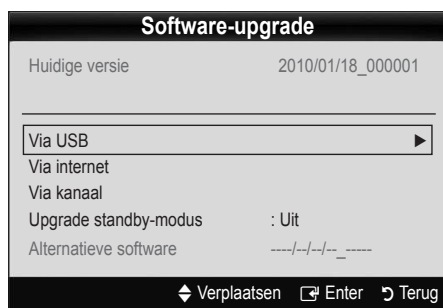 Software-upgrade
Huidige versie 2010/01/18_000001
Via USB ►
Via internet
Via kanaal
Upgrade standby-modus : Uit
Alternatieve software ----/--/--/--_-----
Verplaatsen Enter Terug